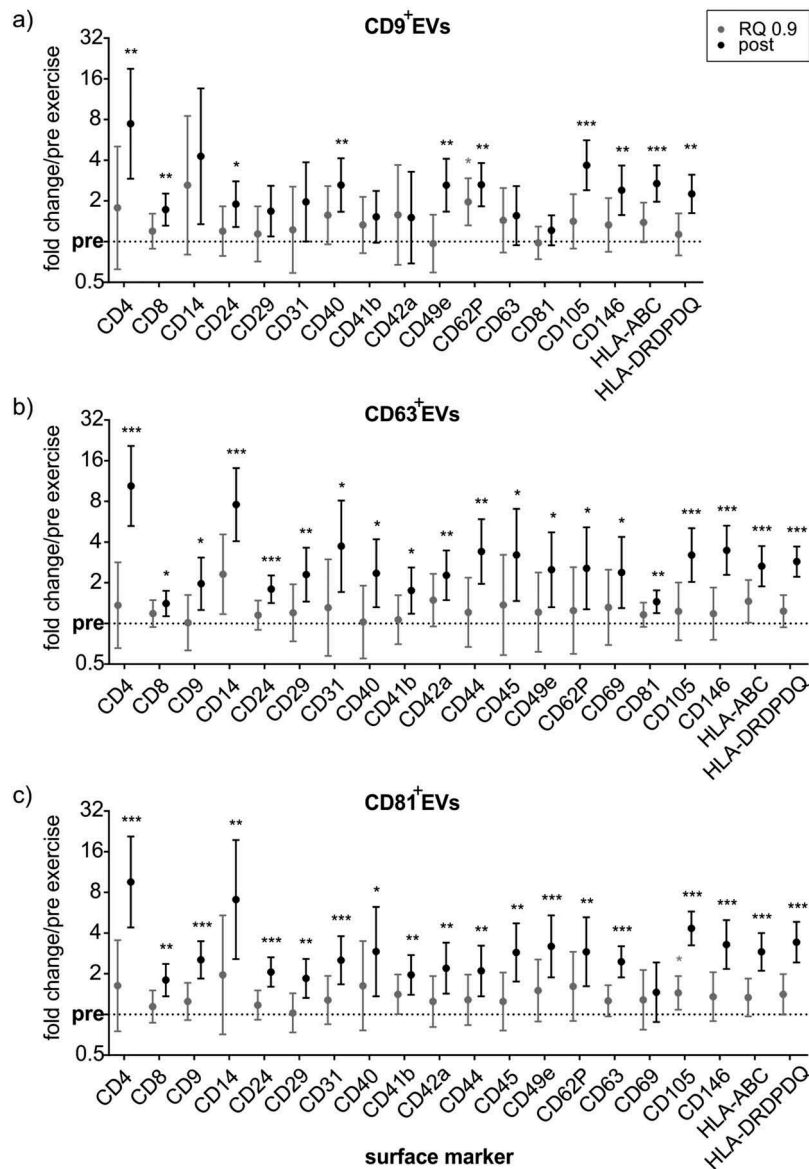 a)
CD9+EVs
RQ 0.9
post
fold change/pre exercise
32
16
8
4
2
pre
0.5
** ** * ** ** * ** *** ** *** **
CD4 CD8 CD14 CD24 CD29 CD31 CD40 CD41b CD42a CD49e CD62P CD63 CD81 CD105 CD146 HLA-ABC HLA-DRDPDQ
b)
CD63+EVs
fold change/pre exercise
32
16
8
4
2
pre
0.5
*** * * *** *** ** * * * ** ** * * * * ** *** *** *** ***
CD4 CD8 CD9 CD14 CD24 CD29 CD31 CD40 CD41b CD42a CD44 CD45 CD49e CD62P CD69 CD81 CD105 CD146 HLA-ABC HLA-DRDPDQ
c)
CD81+EVs
fold change/pre exercise
32
16
8
4
2
pre
0.5
*** ** *** ** *** ** *** * ** ** ** ** *** ** *** * *** *** *** ***
CD4 CD8 CD9 CD14 CD24 CD29 CD31 CD40 CD41b CD42a CD44 CD45 CD49e CD62P CD63 CD69 CD105 CD146 HLA-ABC HLA-DRDPDQ
surface marker